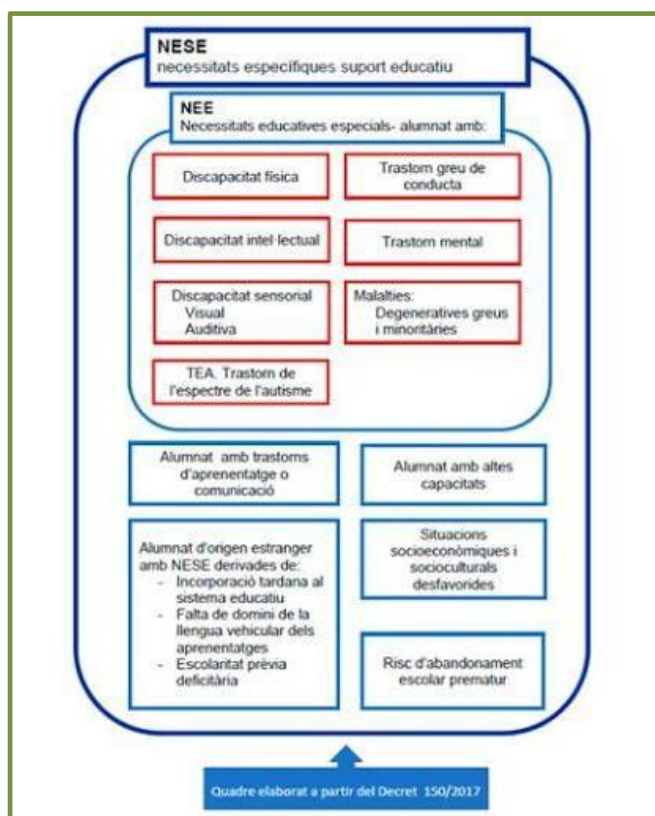 NESE
necessitats específiques suport educatiu
NEE
Necessitats educatives especials- alumnat amb:
Discapacitat física
Trastorn greu de
conducta
Discapacitat intel·lectual
Trastorn mental
Discapacitat sensorial
Visual
Auditiva
Malalties:
Degeneratives greus
i minoritàries
TEA. Trastorn de
l'espectre de l'autisme
Alumnat amb trastorns
d'aprenentatge o
comunicació
Alumnat amb altes
capacitats
Alumnat d'origen estranger
amb NESE derivades de:
- Incorporació tardana al
sistema educatiu
- Falta de domini de la
llengua vehicular dels
aprenentatges
- Escolaritat prèvia
deficitària
Situacions
socioeconòmiques i
socioculturals
desfavorides
Risc d'abandonament
escolar prematur
Quadre elaborat a partir del Decret 150/2017